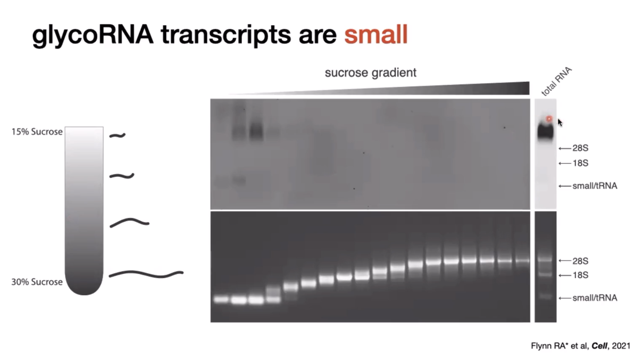 glycoRNA transcripts are small
sucrose gradient
total RNA
15% Sucrose
28S
18S
small/tRNA
30% Sucrose
28S
18S
small/tRNA
Flynn RA* et al, Cell, 2021